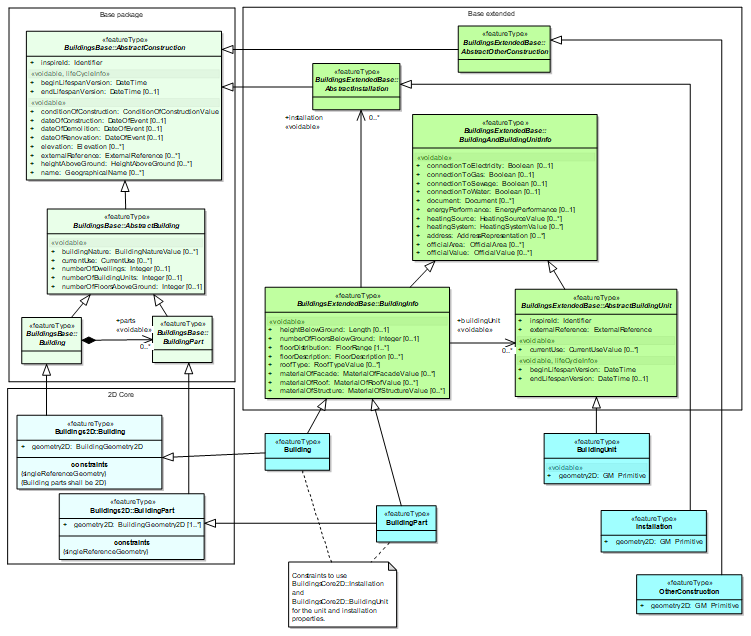 Base package
«featureType»
BuildingsBase::AbstractConstruction
+ inspireId: Identifier
«voidable, lifeCycleInfo»
+ beginLifespanVersion: DateTime
+ endLifespanVersion: DateTime [0..1]
«voidable»
+ conditionOfConstruction: ConditionOfConstructionValue
+ dateOfConstruction: DateOfEvent [0..1]
+ dateOfDemolition: DateOfEvent [0..1]
+ dateOfRenovation: DateOfEvent [0..1]
+ elevation: Elevation [0..*]
+ externalReference: ExternalReference [0..*]
+ heightAboveGround: HeightAboveGround [0..*]
+ name: GeographicalName [0..*]
«featureType»
BuildingsBase::AbstractBuilding
«voidable»
+ buildingNature: BuildingNatureValue [0..*]
+ currentUse: CurrentUse [0..*]
+ numberOfDwellings: Integer [0..1]
+ numberOfBuildingUnits: Integer [0..1]
+ numberOfFloorsAboveGround: Integer [0..1]
«featureType»
BuildingsBase::
Building
+parts
«voidable»
0..*
«featureType»
BuildingsBase::
BuildingPart
Base extended
«featureType»
BuildingsExtendedBase::
AbstractOtherConstruction
«featureType»
BuildingsExtendedBase::
AbstractInstallation
+installation
«voidable»
0..*
«featureType»
BuildingsExtendedBase::
BuildingAndBuildingUnitInfo
«voidable»
+ connectionToElectricity: Boolean [0..1]
+ connectionToGas: Boolean [0..1]
+ connectionToSewage: Boolean [0..1]
+ connectionToWater: Boolean [0..1]
+ document: Document [0..*]
+ energyPerformance: EnergyPerformance [0..1]
+ heatingSource: HeatingSourceValue [0..*]
+ heatingSystem: HeatingSystemValue [0..*]
+ address: AddressRepresentation [0..*]
+ officialArea: OfficialArea [0..*]
+ officialValue: OfficialValue [0..*]
«featureType»
BuildingsExtendedBase::BuildingInfo
«voidable»
+ heightBelowGround: Length [0..1]
+ numberOfFloorsBelowGround: Integer [0..1]
+ floorDistribution: FloorRange [1..*]
+ floorDescription: FloorDescription [0..*]
+ roofType: RoofTypeValue [0..*]
+ materialOfFacade: MaterialOfFacadeValue [0..*]
+ materialOfRoof: MaterialOfRoofValue [0..*]
+ materialOfStructure: MaterialOfStructureValue [0..*]
+buildingUnit
«voidable»
0..*
«featureType»
BuildingsExtendedBase::AbstractBuildingUnit
+ inspireId: Identifier
+ externalReference: ExternalReference
«voidable»
+ currentUse: CurrentUseValue [0..*]
«voidable, lifeCycleInfo»
+ beginLifespanVersion: DateTime
+ endLifespanVersion: DateTime [0..1]
2D Core
«featureType»
Buildings2D::Building
+ geometry2D: BuildingGeometry2D
constraints
{singleReferenceGeometry}
{Building parts shall be 2D}
«featureType»
Buildings2D::BuildingPart
+ geometry2D: BuildingGeometry2D [1..*]
constraints
{singleReferenceGeometry}
«featureType»
Building
«featureType»
BuildingPart
Constraints to use
BuildingsCore2D::Installation
and
BuildingsCore2D::BuildingUnit
for the unit and installation
properties.
«featureType»
BuildingUnit
«voidable»
+ geometry2D: GM_Primitive
«featureType»
Installation
+ geometry2D: GM_Primitive
«featureType»
OtherConstruction
+ geometry2D: GM_Primitive